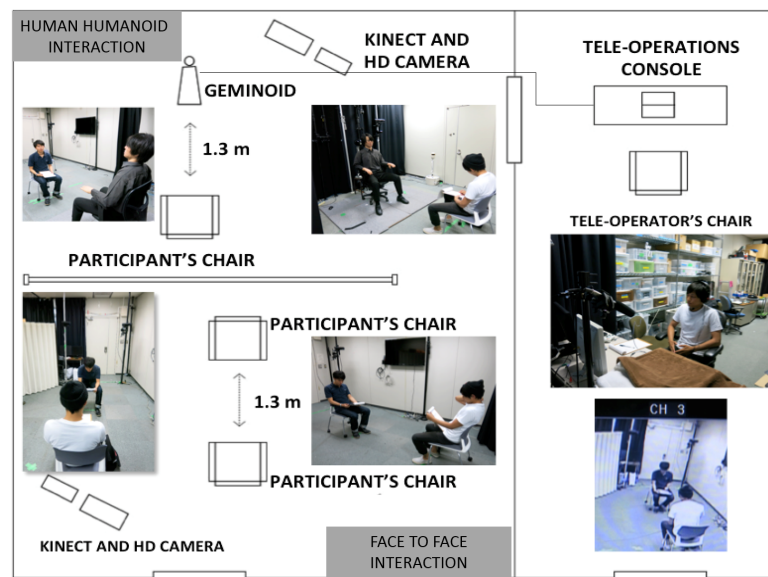 HUMAN HUMANOID
INTERACTION
KINECT AND
HD CAMERA
GEMINOID
1.3 m
PARTICIPANT’S CHAIR
PARTICIPANT’S CHAIR
1.3 m
PARTICIPANT’S CHAIR
KINECT AND HD CAMERA
FACE TO FACE
INTERACTION
TELE-OPERATIONS
CONSOLE
TELE-OPERATOR’S CHAIR
CH 3